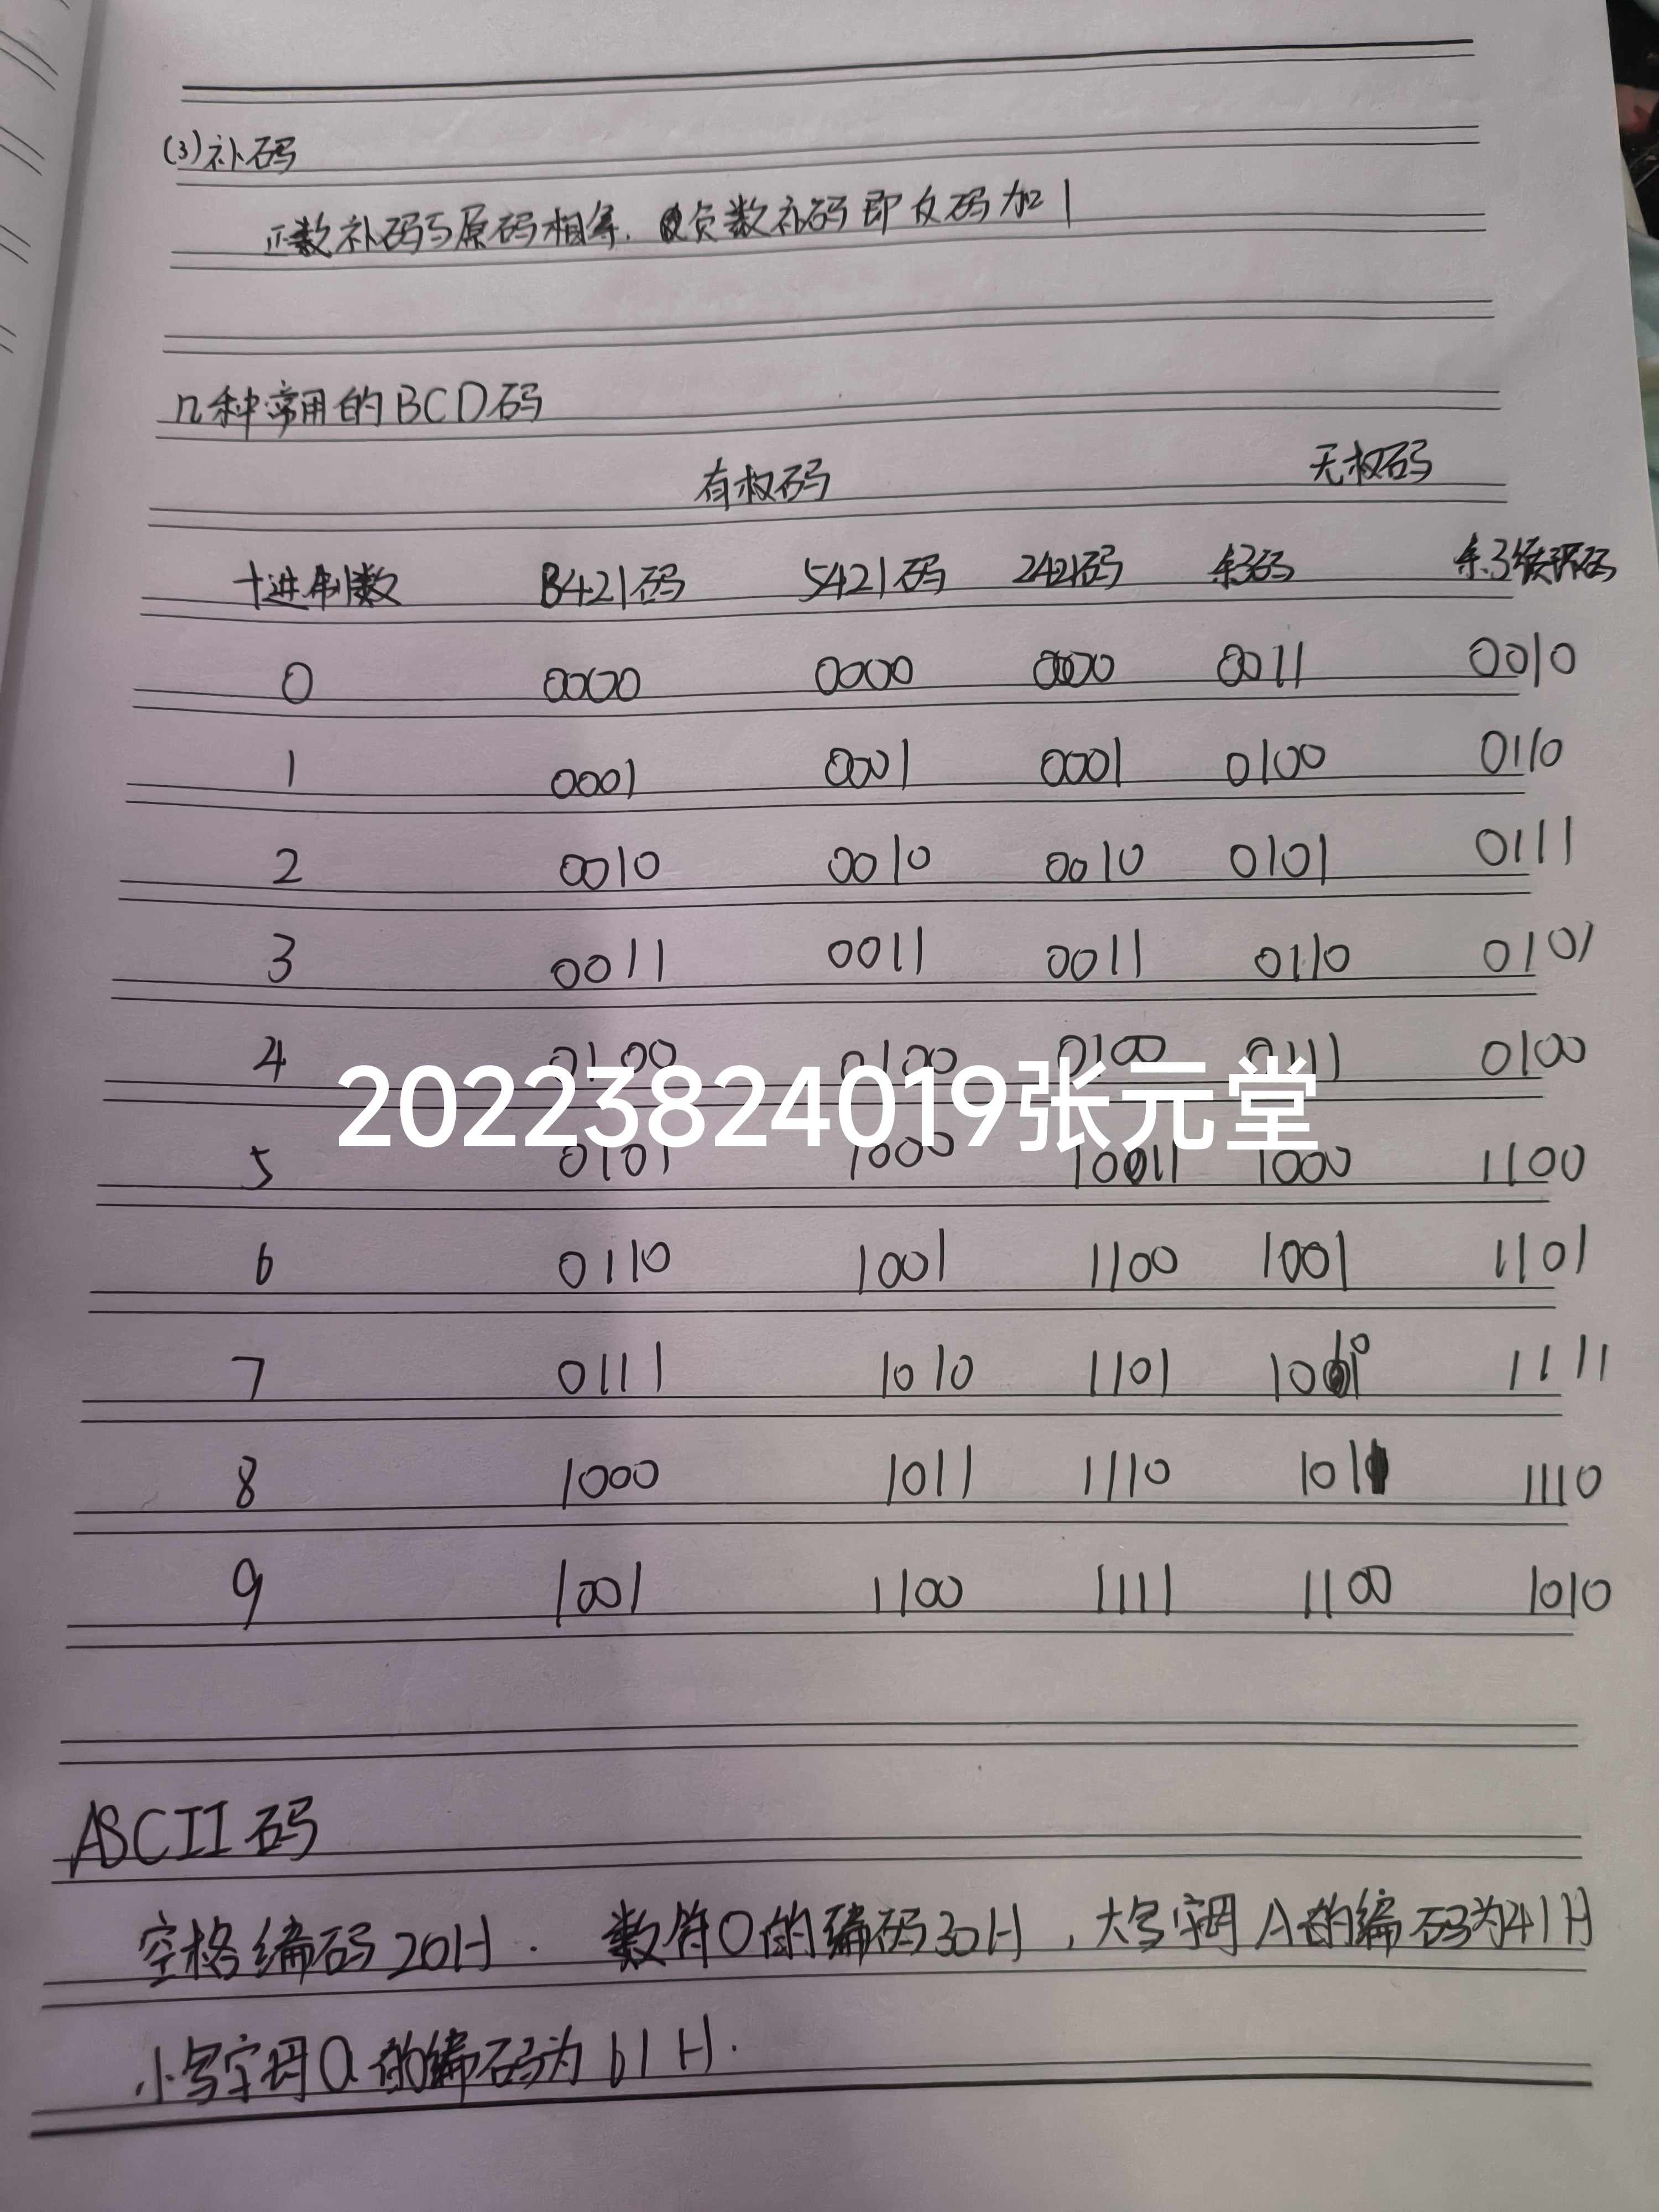 (3)补码
正数补码与原码相等.负数补码即反码加1
几种常用的BCD码
有权码 无权码
十进制数 8421码 5421码 2421码 余3码 余3循环码
0 0000 0000 0000 0011 0010
1 0001 0001 0001 0100 0110
2 0010 0010 0010 0101 0111
3 0011 0011 0011 0110 0101
4 0100 0100 0100 0111 0100
20223824019张元堂
5 0101 1000 1011 1000 1100
6 0110 1001 1100 1001 1101
7 0111 1010 1101 1010 1111
8 1000 1011 1110 1011 1110
9 1001 1100 1111 1100 1010
ASCII码
空格编码20H. 数符0的编码30H,大写字母A的编码为41H
小写字母a的编码为61H.